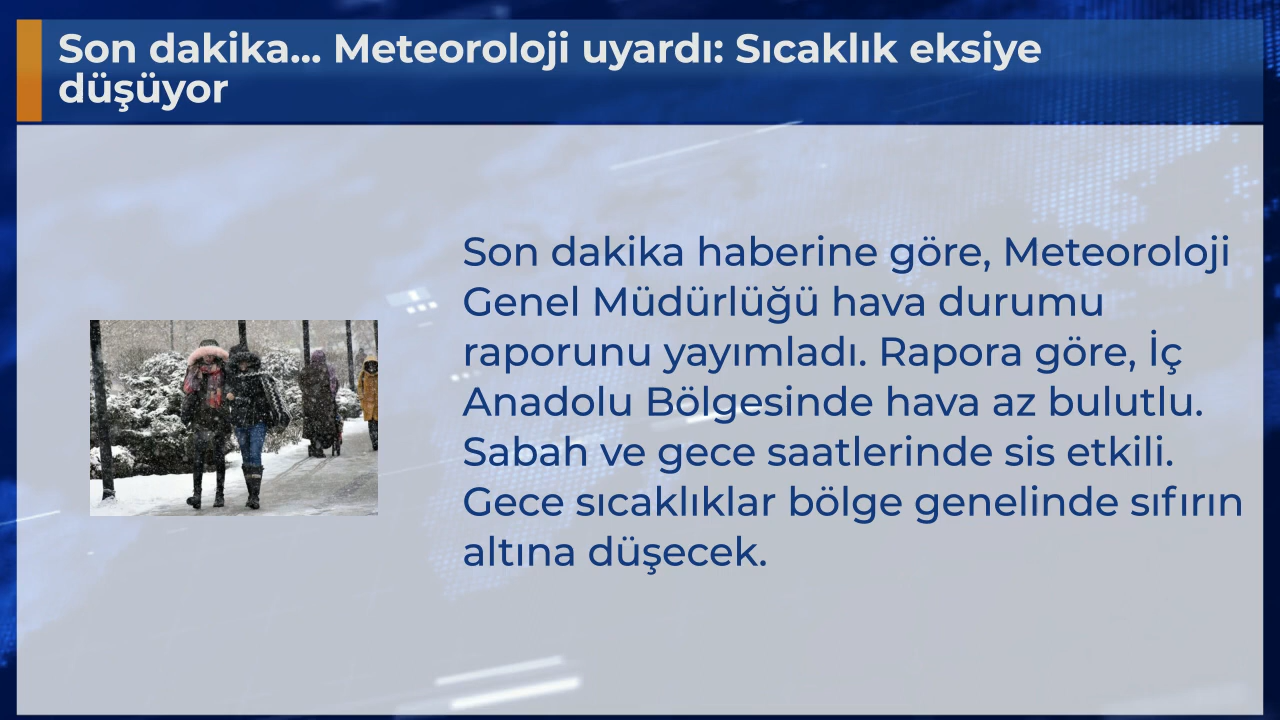 Son dakika... Meteoroloji uyardı: Sıcaklık eksiye
düşüyor
Son dakika haberine göre, Meteoroloji
Genel Müdürlüğü hava durumu
raporunu yayımladı. Rapora göre, İç
Anadolu Bölgesinde hava az bulutlu.
Sabah ve gece saatlerinde sis etkili.
Gece sıcaklıklar bölge genelinde sıfırın
altına düşecek.